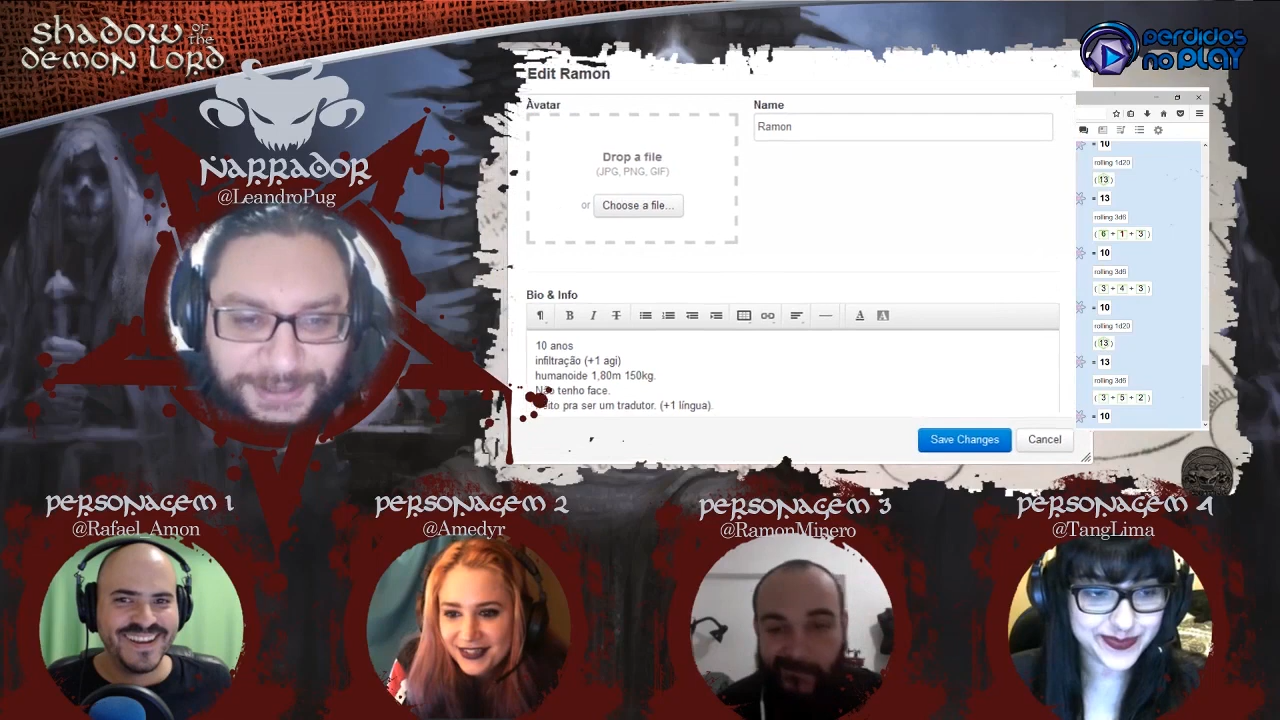 SHADOW
OF THE
DEMON LORD
perdidos
no PLAY
NARRADOR
@LeandroPug
Edit Ramon
Avatar
Name
Drop a file
(JPG, PNG, GIF)
or Choose a file...
Ramon
Bio & Info
B I T
A A
10 anos
infiltração (+1 agi)
humanoide 1,80m 150kg.
tenho face.
pra ser um tradutor. (+1 língua).
Save Changes
Cancel
= 10
rolling 1d20
(13)
= 13
rolling 3d6
(6+1+3)
= 10
rolling 3d6
(3+4+3)
= 10
rolling 1d20
(13)
= 13
rolling 3d6
(3+5+2)
= 10
PERSONAGEM 1
@Rafael_Amon
PERSONAGEM 2
@Amedyr
PERSONAGEM 3
@RamonMinero
PERSONAGEM 4
@TangLima